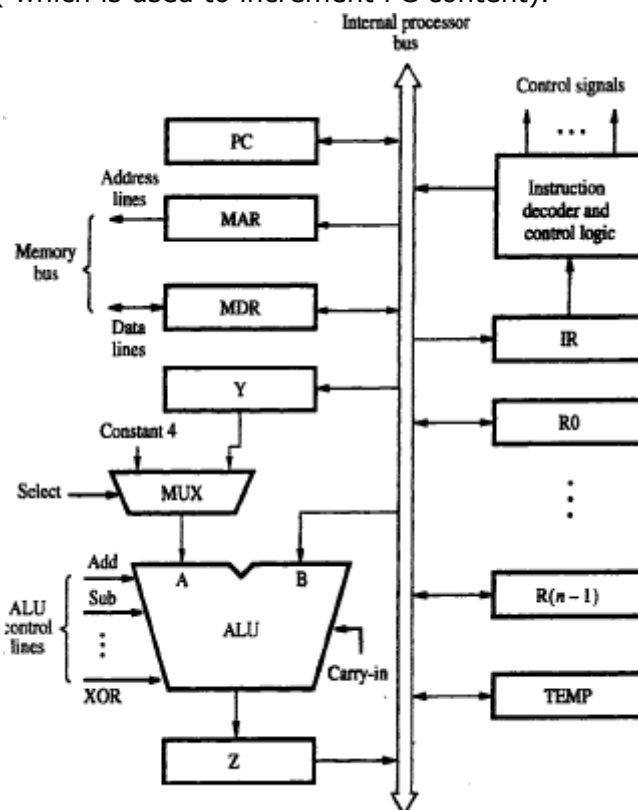 ( which is used to increment PC content).
Internal processor
bus
Control signals
...
PC
Address
lines
MAR
Instruction
decoder and
control logic
Memory
bus
MDR
Data
lines
IR
Y
R0
Constant 4
Select
MUX
Add
A
B
Sub
ALU
control
lines
ALU
R(n - 1)
Carry-in
XOR
TEMP
Z